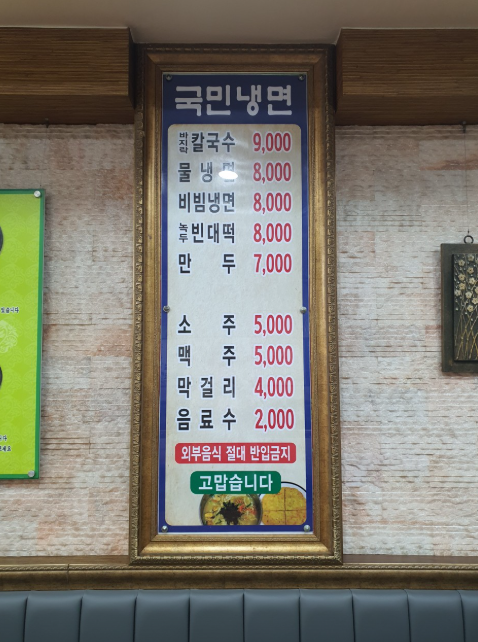 국민냉면
바지락 칼국수 9,000
물냉면 8,000
비빔냉면 8,000
녹두 빈대떡 8,000
만두 7,000
소주 5,000
맥주 5,000
막걸리 4,000
음료수 2,000
외부음식 절대 반입금지
고맙습니다